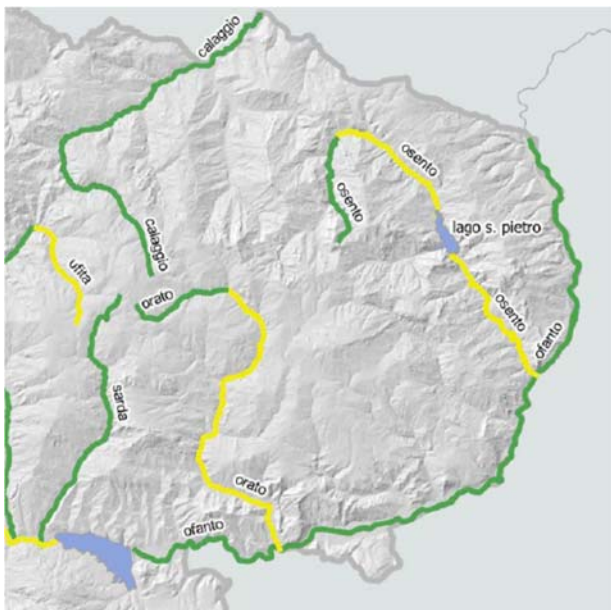 calaggio
osento
osento
calaggio
lago s. pietro
ufita
orato
osento
ofanto
sarda
orato
ofanto